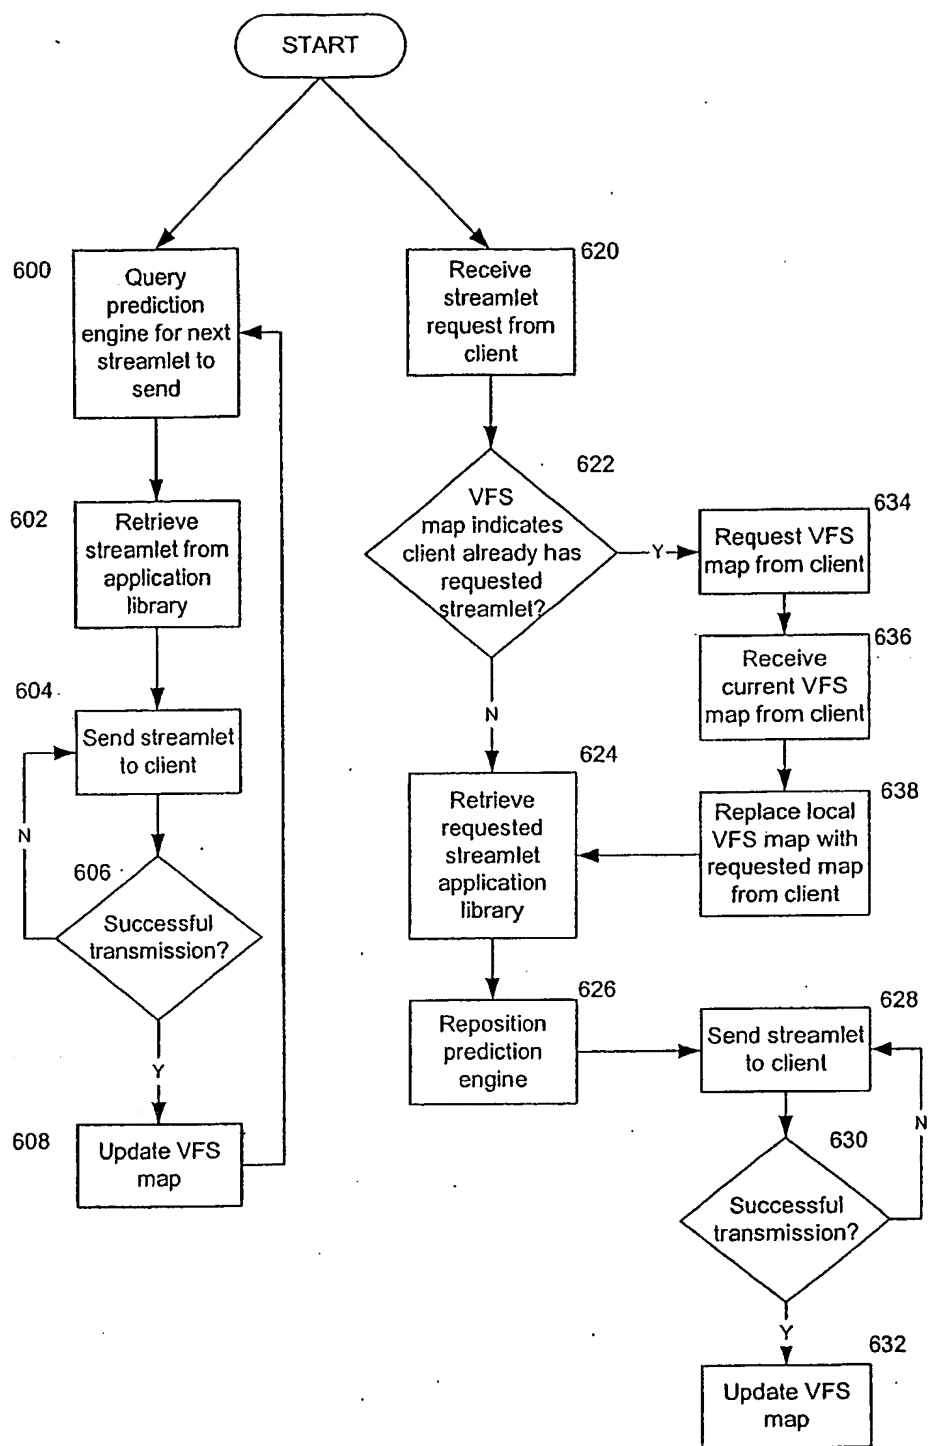 START
600
Query
prediction
engine for next
streamlet to
send
602
Retrieve
streamlet from
application
library
604
Send streamlet
to client
N
606
Successful
transmission?
Y
608
Update VFS
map
620
Receive
streamlet
request from
client
622
VFS
map indicates
client already has
requested
streamlet?
Y
N
634
Request VFS
map from client
636
Receive
current VFS
map from client
638
Replace local
VFS map with
requested map
from client
624
Retrieve
requested
streamlet
application
library
626
Reposition
prediction
engine
628
Send streamlet
to client
N
630
Successful
transmission?
Y
632
Update VFS
map